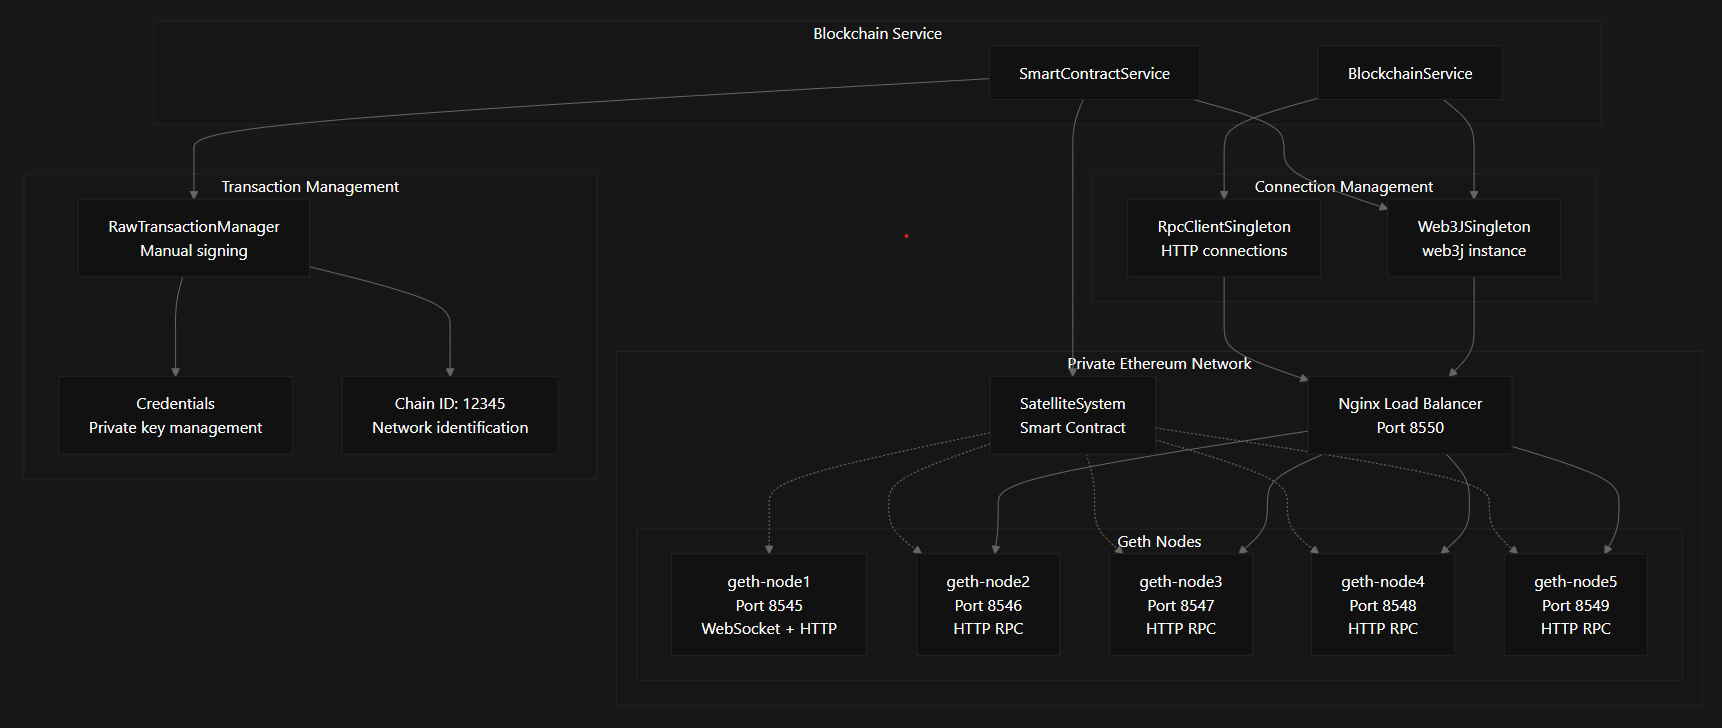 Blockchain Service
SmartContractService
BlockchainService
Transaction Management
RawTransactionManager
Manual signing
Credentials
Private key management
Chain ID: 12345
Network identification
Connection Management
RpcClientSingleton
HTTP connections
Web3JSingleton
web3j instance
Private Ethereum Network
SatelliteSystem
Smart Contract
Nginx Load Balancer
Port 8550
Geth Nodes
geth-node1
Port 8545
WebSocket + HTTP
geth-node2
Port 8546
HTTP RPC
geth-node3
Port 8547
HTTP RPC
geth-node4
Port 8548
HTTP RPC
geth-node5
Port 8549
HTTP RPC